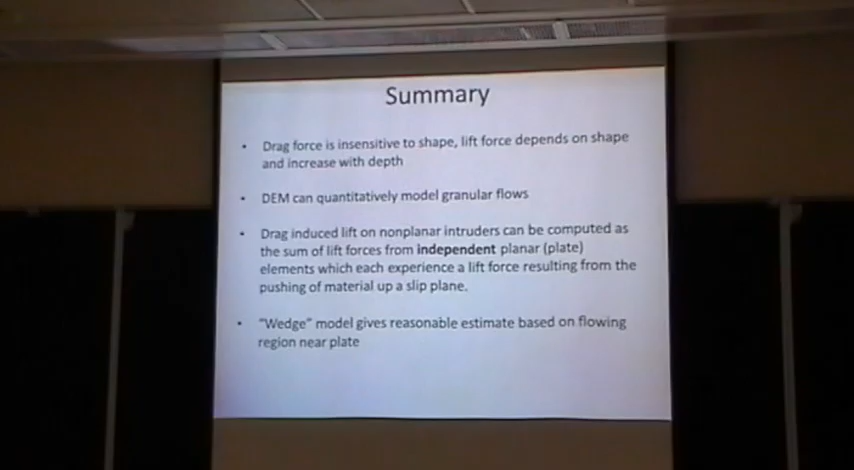 Summary
• Drag force is insensitive to shape, lift force depends on shape
and increase with depth
• DEM can quantitatively model granular flows
• Drag induced lift on nonplanar intruders can be computed as
the sum of lift forces from independent planar (plate)
elements which each experience a lift force resulting from the
pushing of material up a slip plane.
• "Wedge" model gives reasonable estimate based on flowing
region near plate